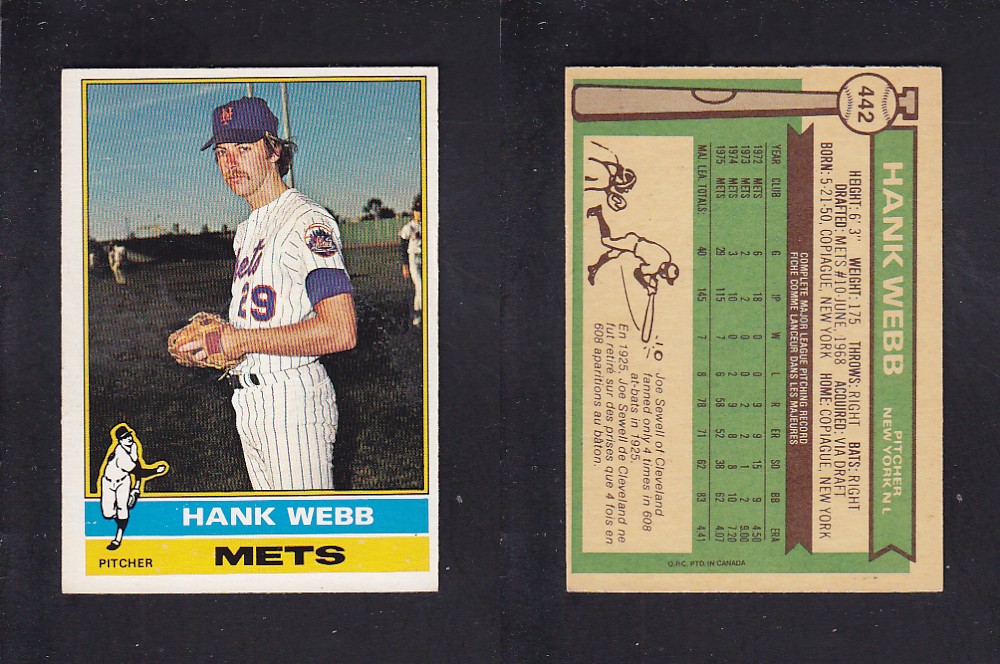 NY
Mets
29
HANK WEBB
METS
PITCHER
442
HANK WEBB
PITCHER
NEW YORK N L
HEIGHT: 6' 3" WEIGHT: 175 THROWS: RIGHT BATS: RIGHT
DRAFTED: METS #10-JUNE, 1968 ACQUIRED: VIA DRAFT
BORN: 5-21-50, COPIAGUE, NEW YORK HOME: COPIAGUE, NEW YORK
COMPLETE MAJOR LEAGUE PITCHING RECORD
FICHE COMME LANCEUR DANS LES MAJEURES
YEAR CLUB G IP W L R ER SO BB ERA
1972 METS 6 18 0 0 9 9 15 9 4.50
1973 METS 2 2 0 0 2 2 1 2 9.00
1974 METS 3 10 0 2 9 8 8 10 7.20
1975 METS 29 115 7 6 58 52 38 62 4.07
MAJ. LEA. TOTALS: 40 145 7 8 78 71 62 83 4.41
Joe Sewell of Cleveland
fanned only 4 times in 608
at-bats in 1925.
En 1925, Joe Sewell de Cleveland ne
fut retiré sur des prises que 4 fois en
608 apparitions au bâton.
O.P.C. PTD. IN CANADA